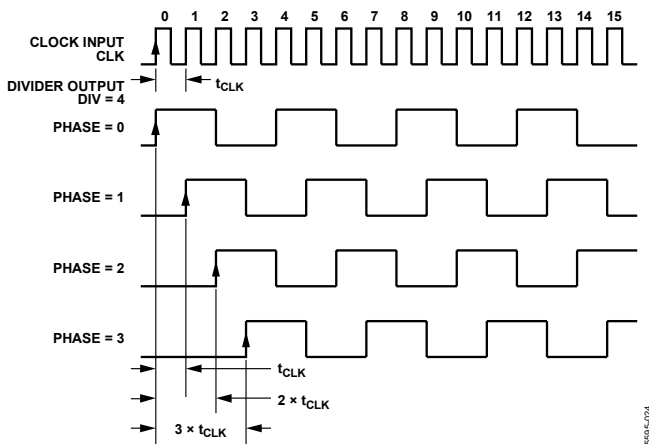 0 1 2 3 4 5 6 7 8 9 10 11 12 13 14 15
CLOCK INPUT
CLK
DIVIDER OUTPUT
DIV = 4
tCLK
PHASE = 0
PHASE = 1
PHASE = 2
PHASE = 3
tCLK
2 × tCLK
3 × tCLK